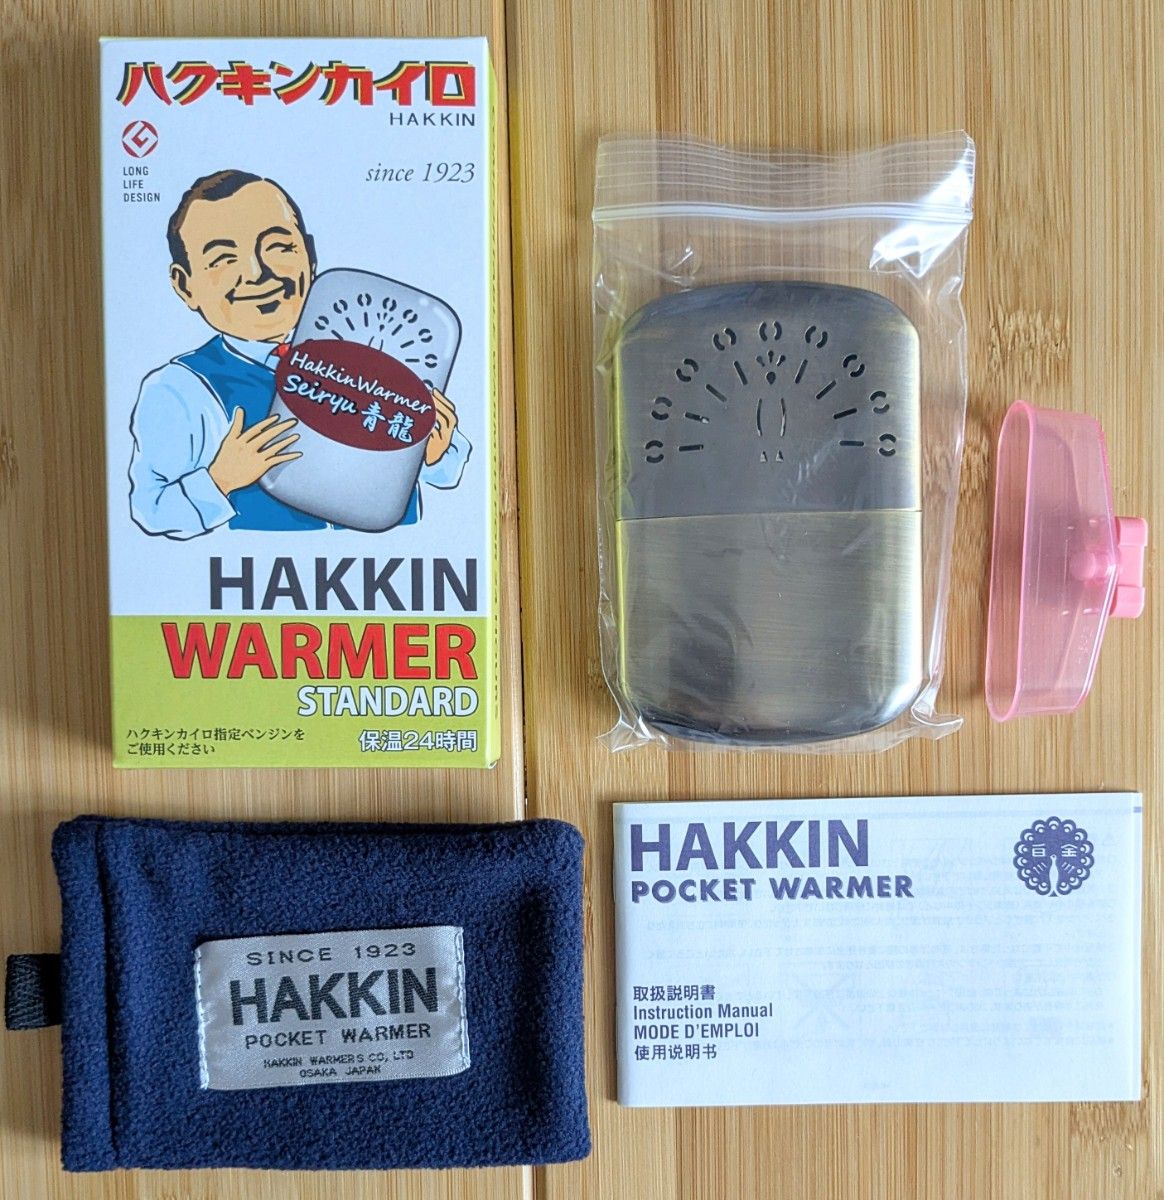 ハクキンカイロ
HAKKIN
LONG
LIFE
DESIGN
since 1923
HakkinWarmer
Seiryu 青龍
HAKKIN
WARMER
STANDARD
ハクキンカイロ指定ベンジンを
ご使用ください
保温24時間
SINCE 1923
HAKKIN
POCKET WARMER
HAKKIN WARMERS CO, LTD
OSAKA JAPAK
HAKKIN
POCKET WARMER
白金
取扱説明書
Instruction Manual
MODE D'EMPLOI
使用说明书